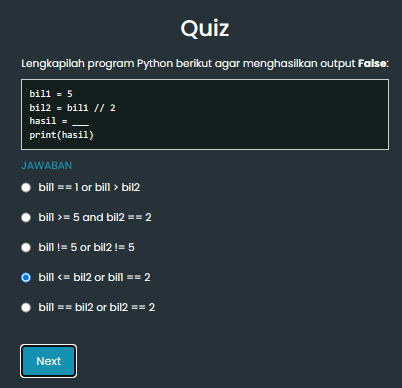 Quiz
Lengkapilah program Python berikut agar menghasilkan output False:
bil1 = 5
bil2 = bil1 // 2
hasil = ___
print(hasil)
JAWABAN
bil1 == 1 or bil1 > bil2
bil1 >= 5 and bil2 == 2
bil1 != 5 or bil2 != 5
bil1 <= bil2 or bil1 == 2
bil1 == bil2 or bil2 == 2
Next